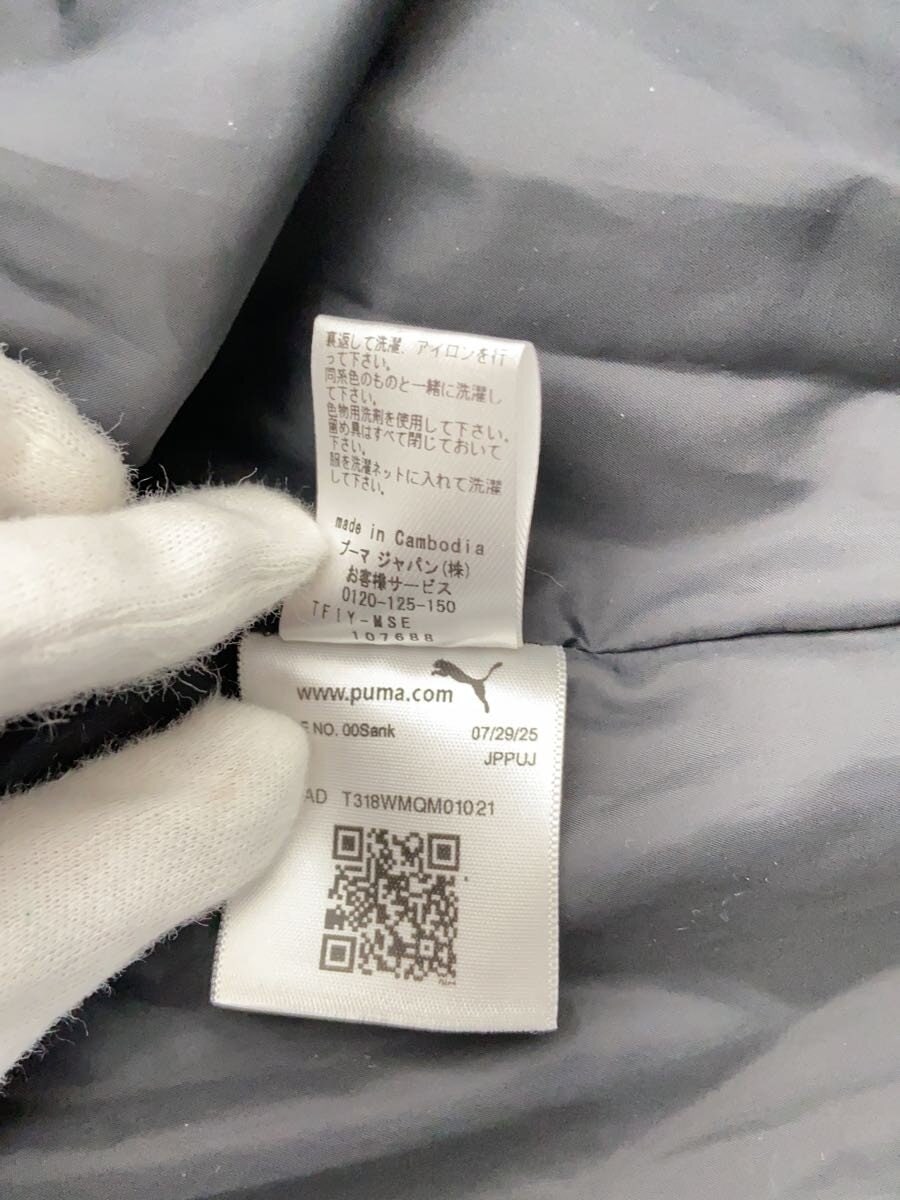 裏返して洗濯、アイロンを行
って下さい。
同系色のものと一緒に洗濯し
て下さい。
色物用洗剤を使用して下さい。
留め具はすべて閉じておいて
下さい。
服を洗濯ネットに入れて洗濯
して下さい。
made in Cambodia
プーマ ジャパン(株)
お客様サービス
0120-125-150
TFIY-MSE
107688
www.puma.com
NO. 00Sank 07/29/25
JPPUJ
AD T318WMQM01021